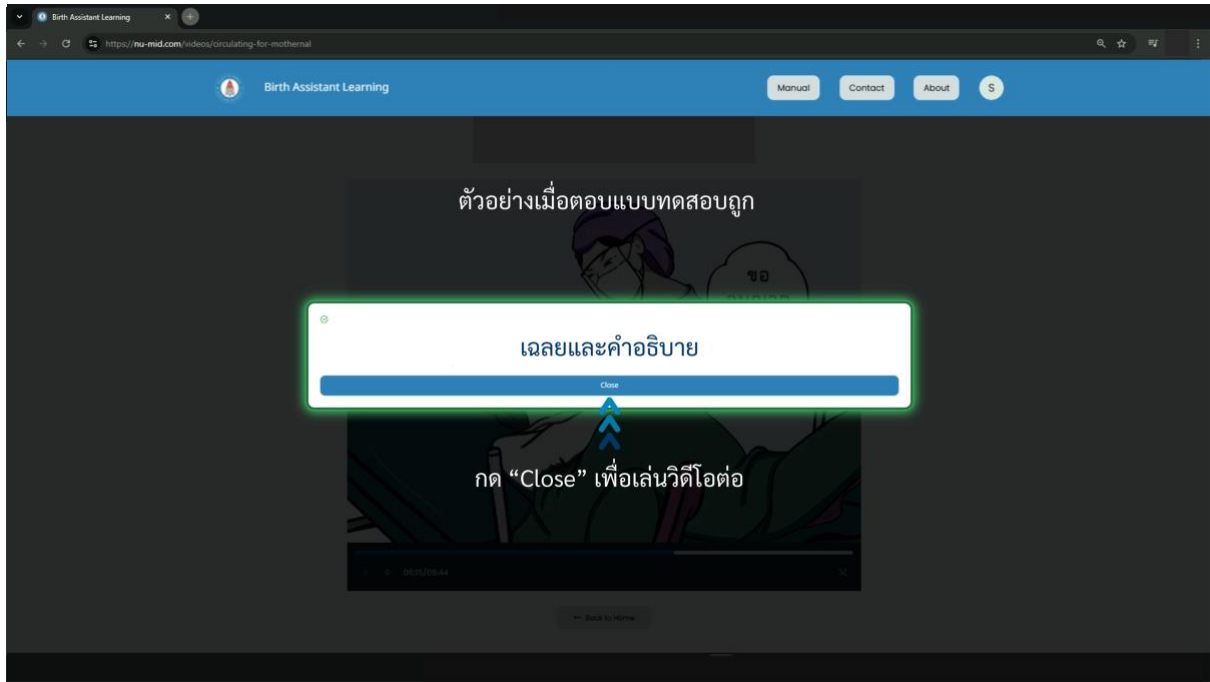 Birth Assistant Learning
https://nu-mid.com/videos/circulating-for-mothernal
Birth Assistant Learning
Manual
Contact
About
S
ตัวอย่างเมื่อตอบแบบทดสอบถูก
ขอ
เฉลยและคำอธิบาย
Close
กด “Close” เพื่อเล่นวิดีโอต่อ
← Back to Home